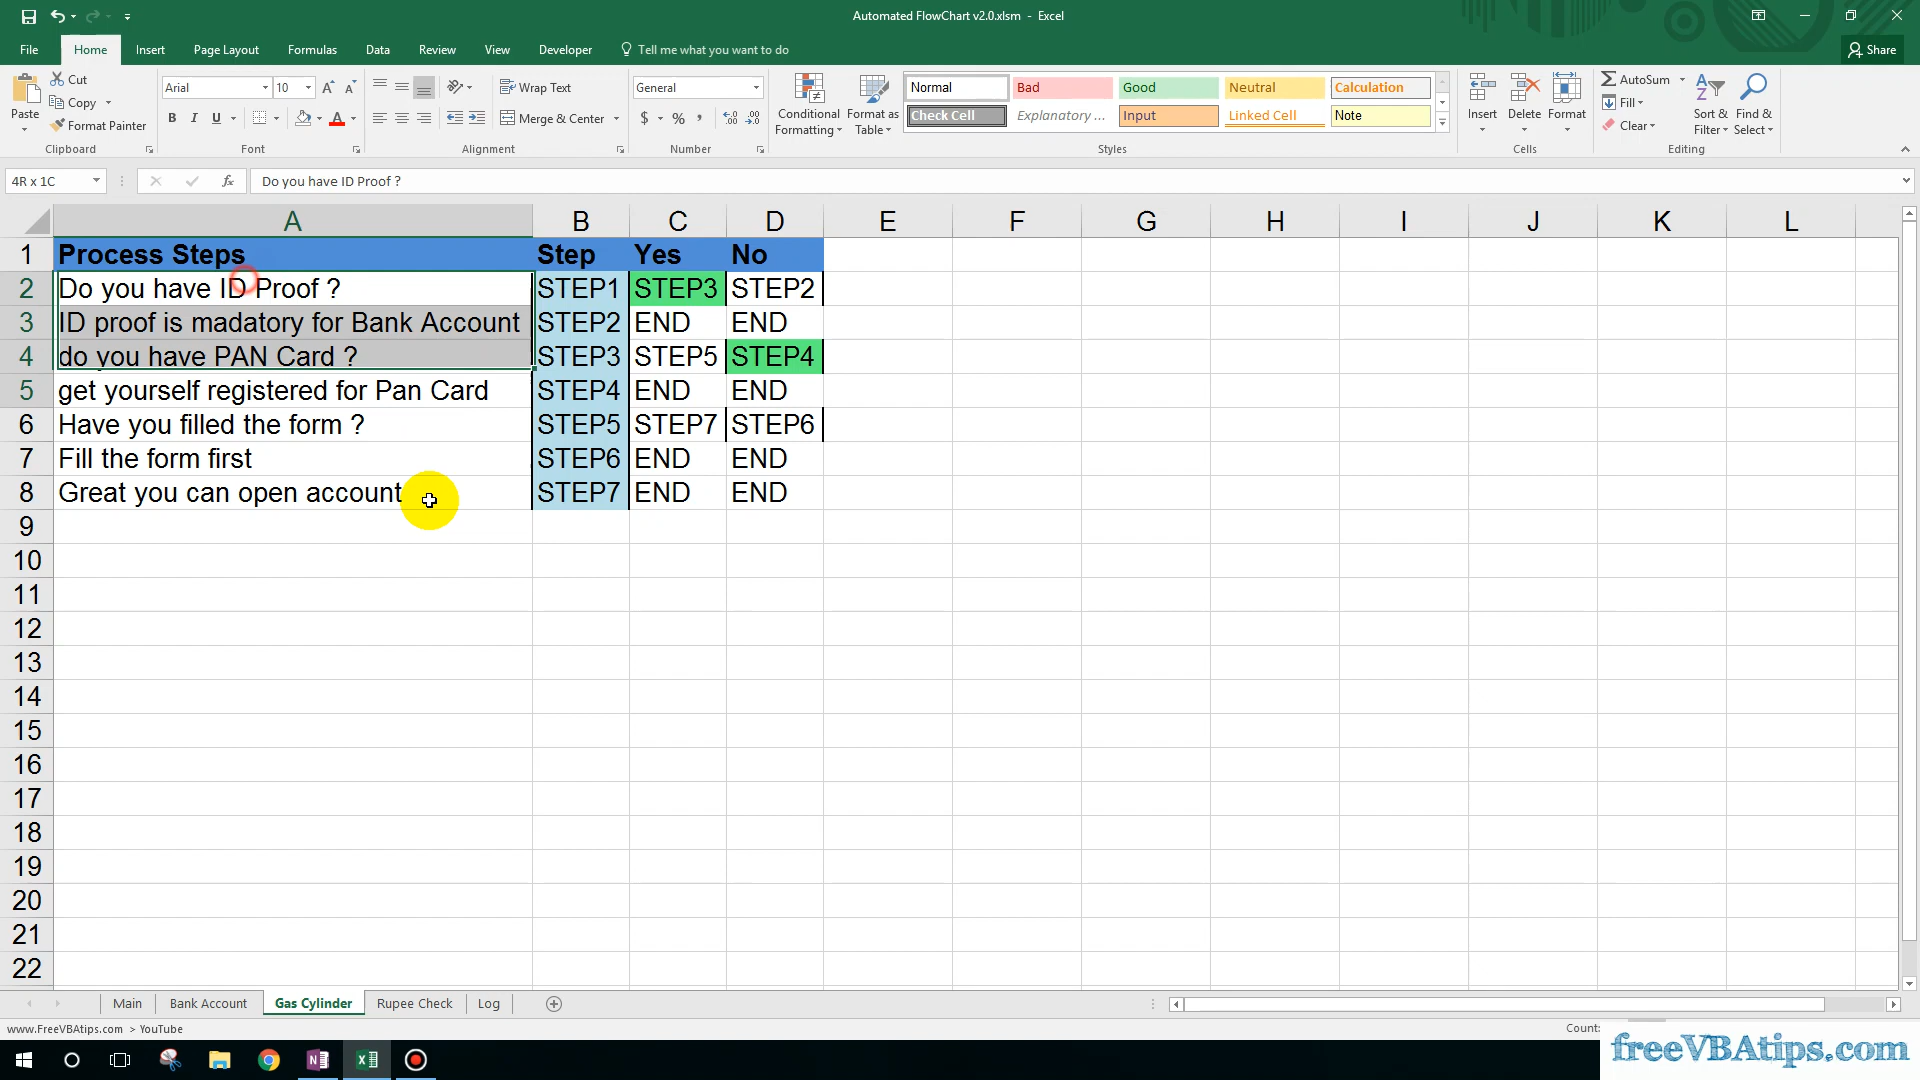 Automated FlowChart v2.0.xlsm - Excel
File Home Insert Page Layout Formulas Data Review View Developer Tell me what you want to do Share
Paste
Cut
Copy
Format Painter
Clipboard
Arial 10
B I U
Font
Wrap Text
Merge & Center
Alignment
General
$ % ,
Number
Conditional Formatting
Format as Table
Normal Bad Good Neutral Calculation
Check Cell Explanatory ... Input Linked Cell Note
Styles
Insert Delete Format
Cells
AutoSum
Fill
Clear
Sort & Filter
Find & Select
Editing
4R x 1C fx Do you have ID Proof ?
A B C D E F G H I J K L
1 Process Steps Step Yes No
2 Do you have ID Proof ? STEP1 STEP3 STEP2
3 ID proof is madatory for Bank Account STEP2 END END
4 do you have PAN Card ? STEP3 STEP5 STEP4
5 get yourself registered for Pan Card STEP4 END END
6 Have you filled the form ? STEP5 STEP7 STEP6
7 Fill the form first STEP6 END END
8 Great you can open account STEP7 END END
9
10
11
12
13
14
15
16
17
18
19
20
21
22
Main Bank Account Gas Cylinder Rupee Check Log
www.FreeVBAtips.com > YouTube Count:
freeVBAtips.com